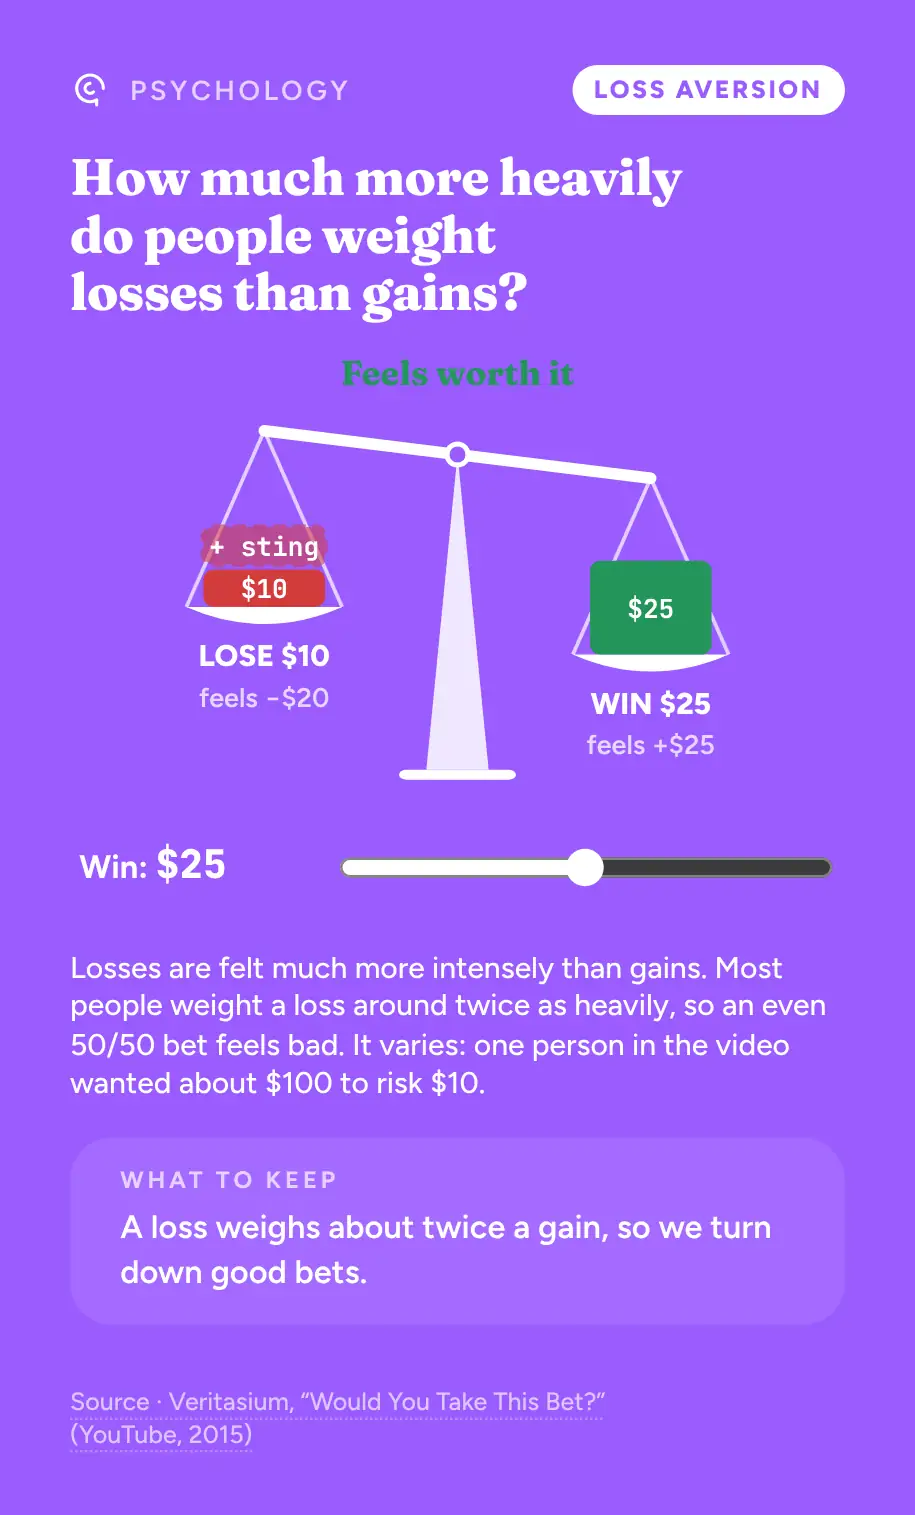 PSYCHOLOGY
LOSS AVERSION
How much more heavily
do people weight
losses than gains?
Feels worth it
+ sting
$10
$25
LOSE $10
feels −$20
WIN $25
feels +$25
Win: $25
Losses are felt much more intensely than gains. Most
people weight a loss around twice as heavily, so an even
50/50 bet feels bad. It varies: one person in the video
wanted about $100 to risk $10.
WHAT TO KEEP
A loss weighs about twice a gain, so we turn
down good bets.
Source · Veritasium, “Would You Take This Bet?”
(YouTube, 2015)